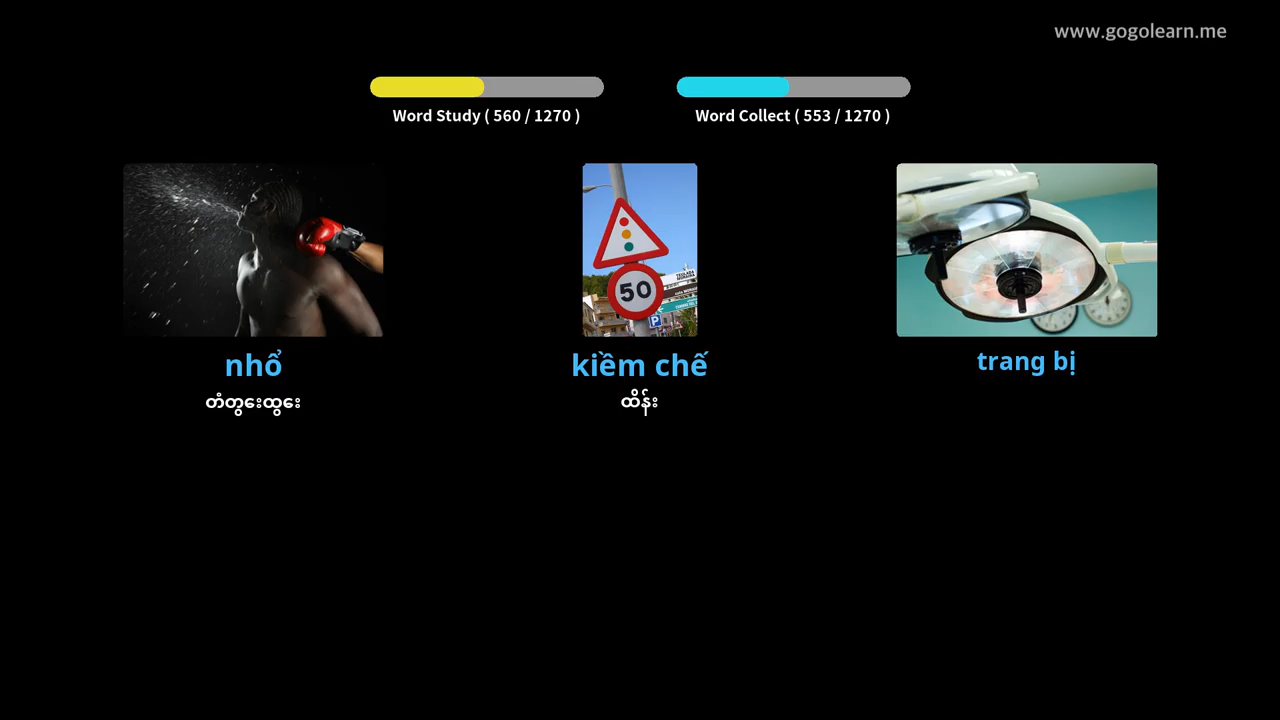 www.gogolearn.me
Word Study ( 560 / 1270 )
Word Collect ( 553 / 1270 )
50
P
nhổ
kiềm chế
trang bị
တံတွေးထွေး
ထိန်း